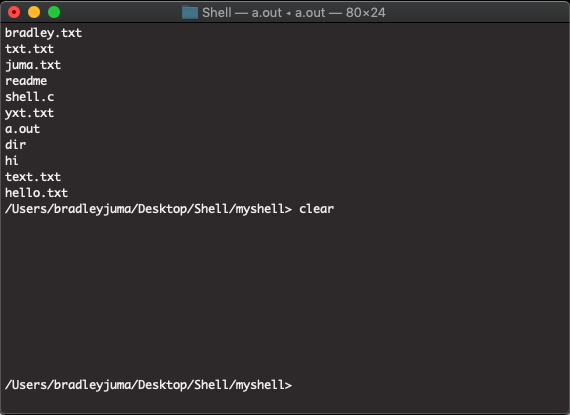 Shell — a.out ◂ a.out — 80×24
bradley.txt
txt.txt
juma.txt
readme
shell.c
yxt.txt
a.out
dir
hi
text.txt
hello.txt
/Users/bradleyjuma/Desktop/Shell/myshell> clear
/Users/bradleyjuma/Desktop/Shell/myshell>